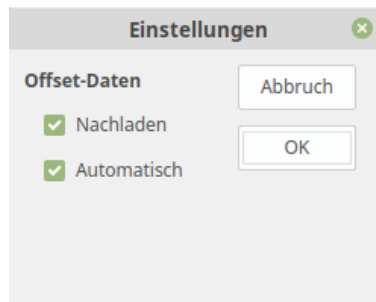 Einstellungen
Offset-Daten
Abbruch
Nachladen
OK
Automatisch